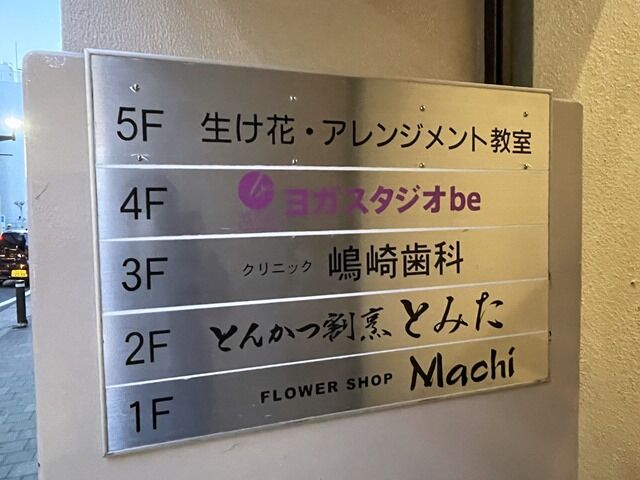 5F 生け花・アレンジメント教室
4F ヨガスタジオbe
3F クリニック 嶋崎歯科
2F とんかつ割烹 とみた
1F FLOWER SHOP Machi